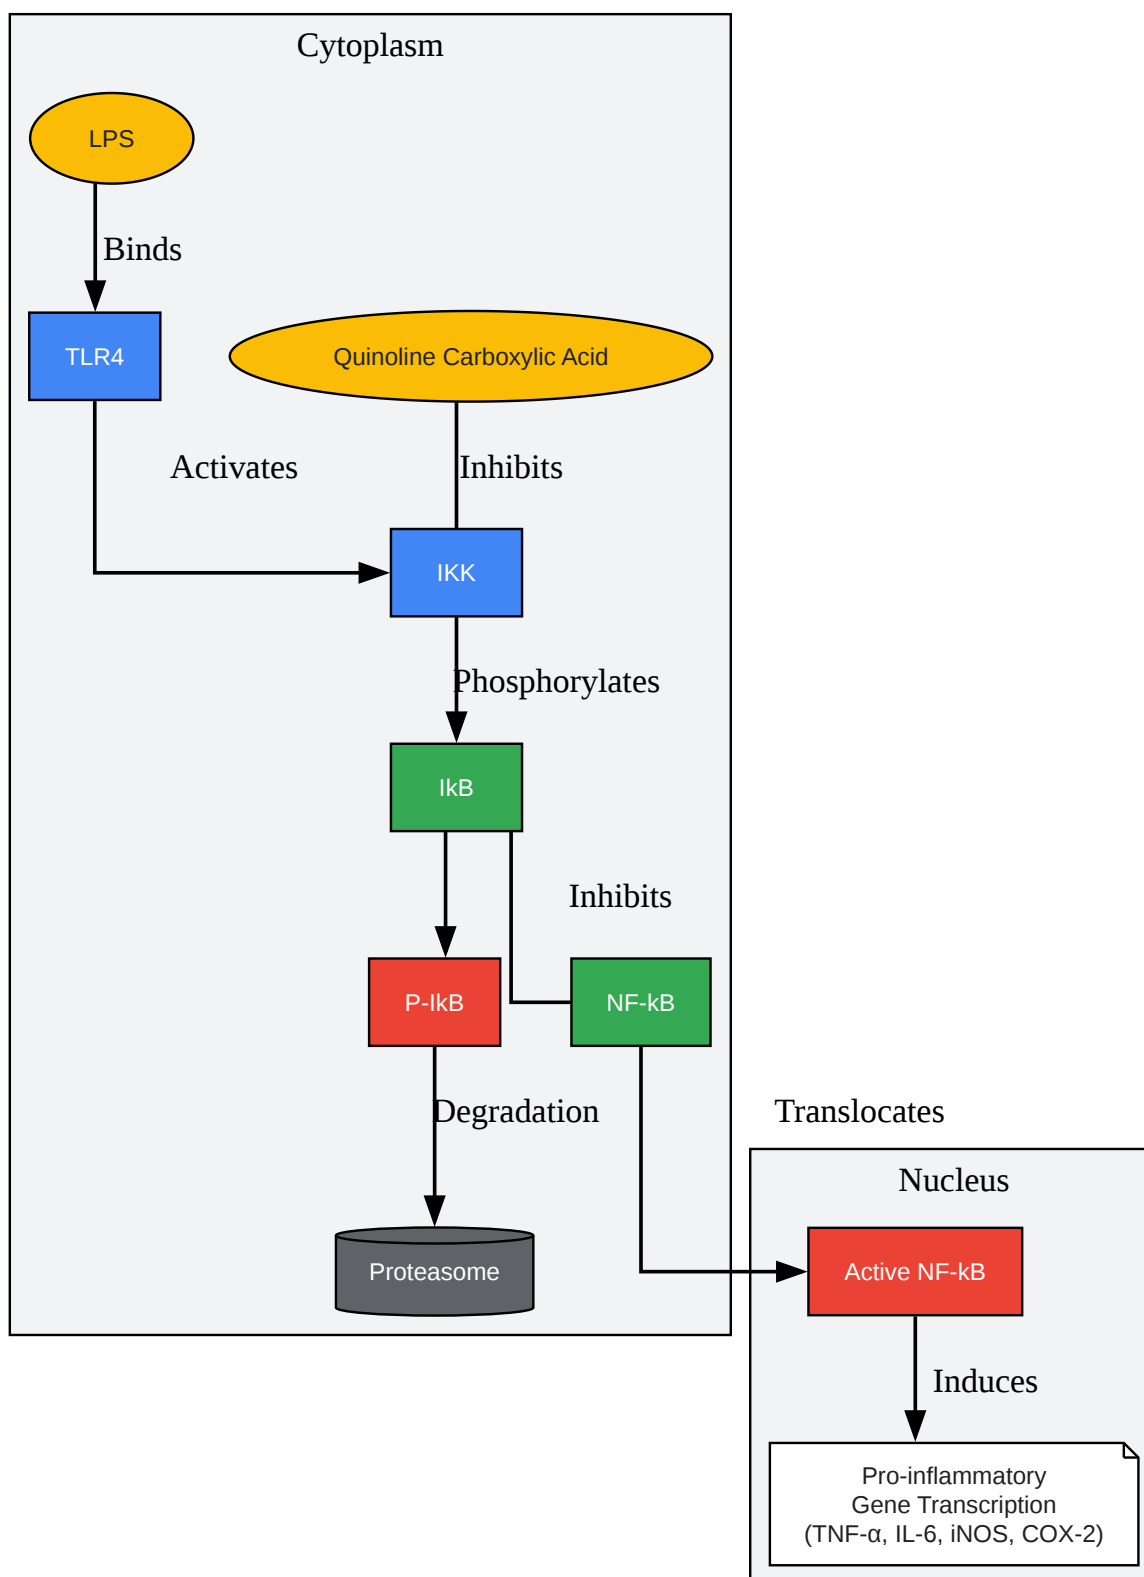 Cytoplasm
LPS
Binds
TLR4
Quinoline Carboxylic Acid
Activates
Inhibits
IKK
Phosphorylates
IkB
Inhibits
P-IkB
NF-kB
Degradation
Translocates
Nucleus
Proteasome
Active NF-kB
Induces
Pro-inflammatory
Gene Transcription
(TNF-α, IL-6, iNOS, COX-2)